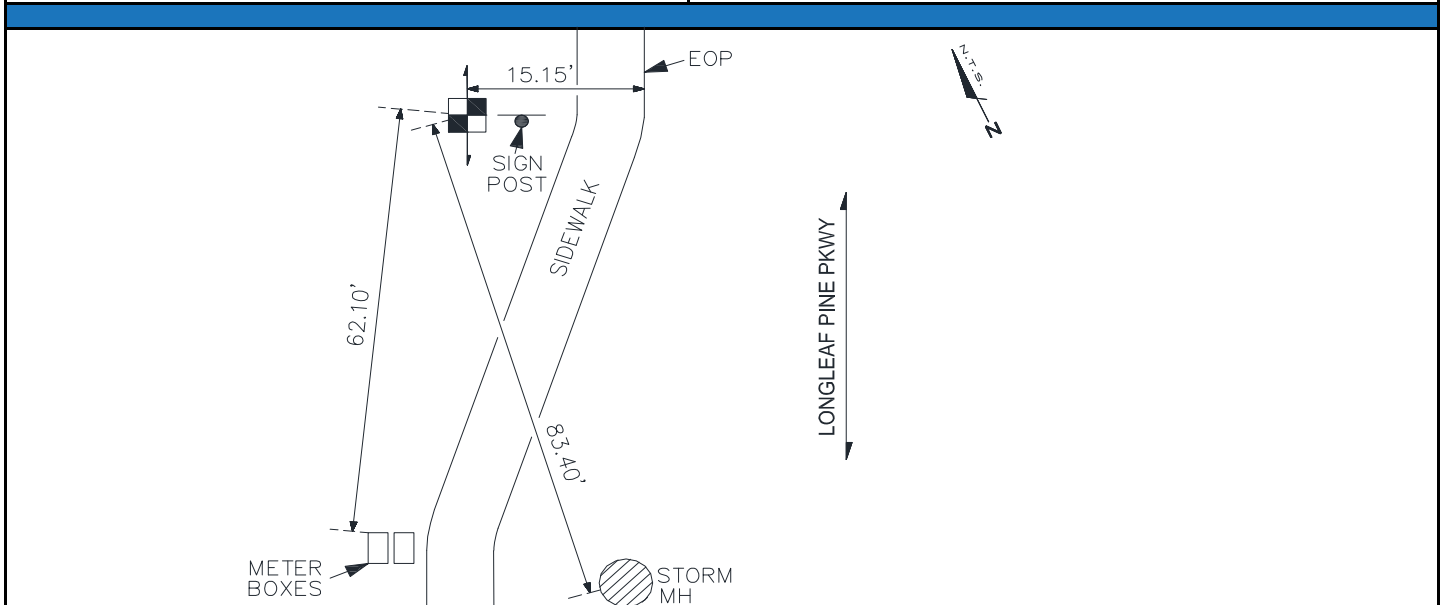 15.15'
EOP
N.T.S.
N
SIGN
POST
SIDEWALK
LONGLEAF PINE PKWY
62.10'
83.40'
METER
BOXES
STORM
MH